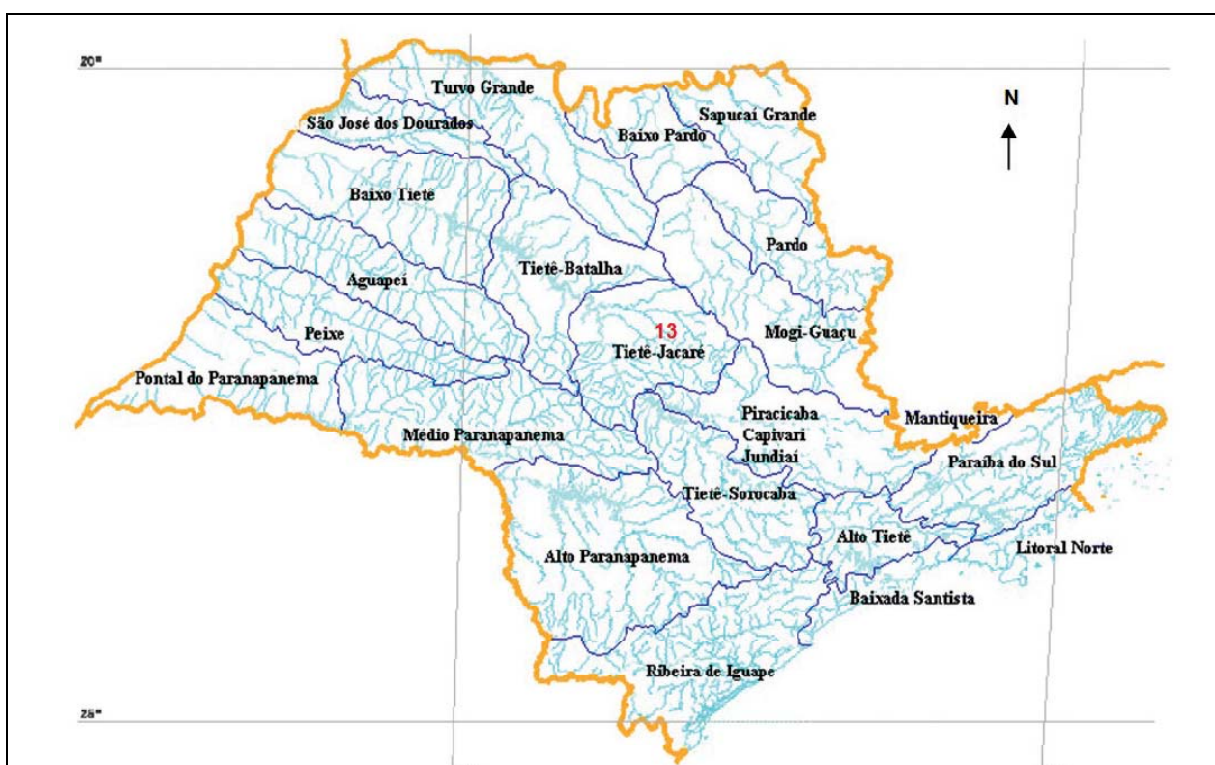 20°
N
Turvo Grande
Sapucaí Grande
São José dos Dourados
Baixo Pardo
Baixo Tietê
Pardo
Tietê-Batalha
Aguapeí
13
Mogi-Guaçu
Peixe
Tietê-Jacaré
Pontal do Paranapanema
Piracicaba
Capivari
Jundiaí
Mantiqueira
Médio Paranapanema
Paraíba do Sul
Tietê-Sorocaba
Alto Tietê
Litoral Norte
Alto Paranapanema
Baixada Santista
Ribeira de Iguape
25°